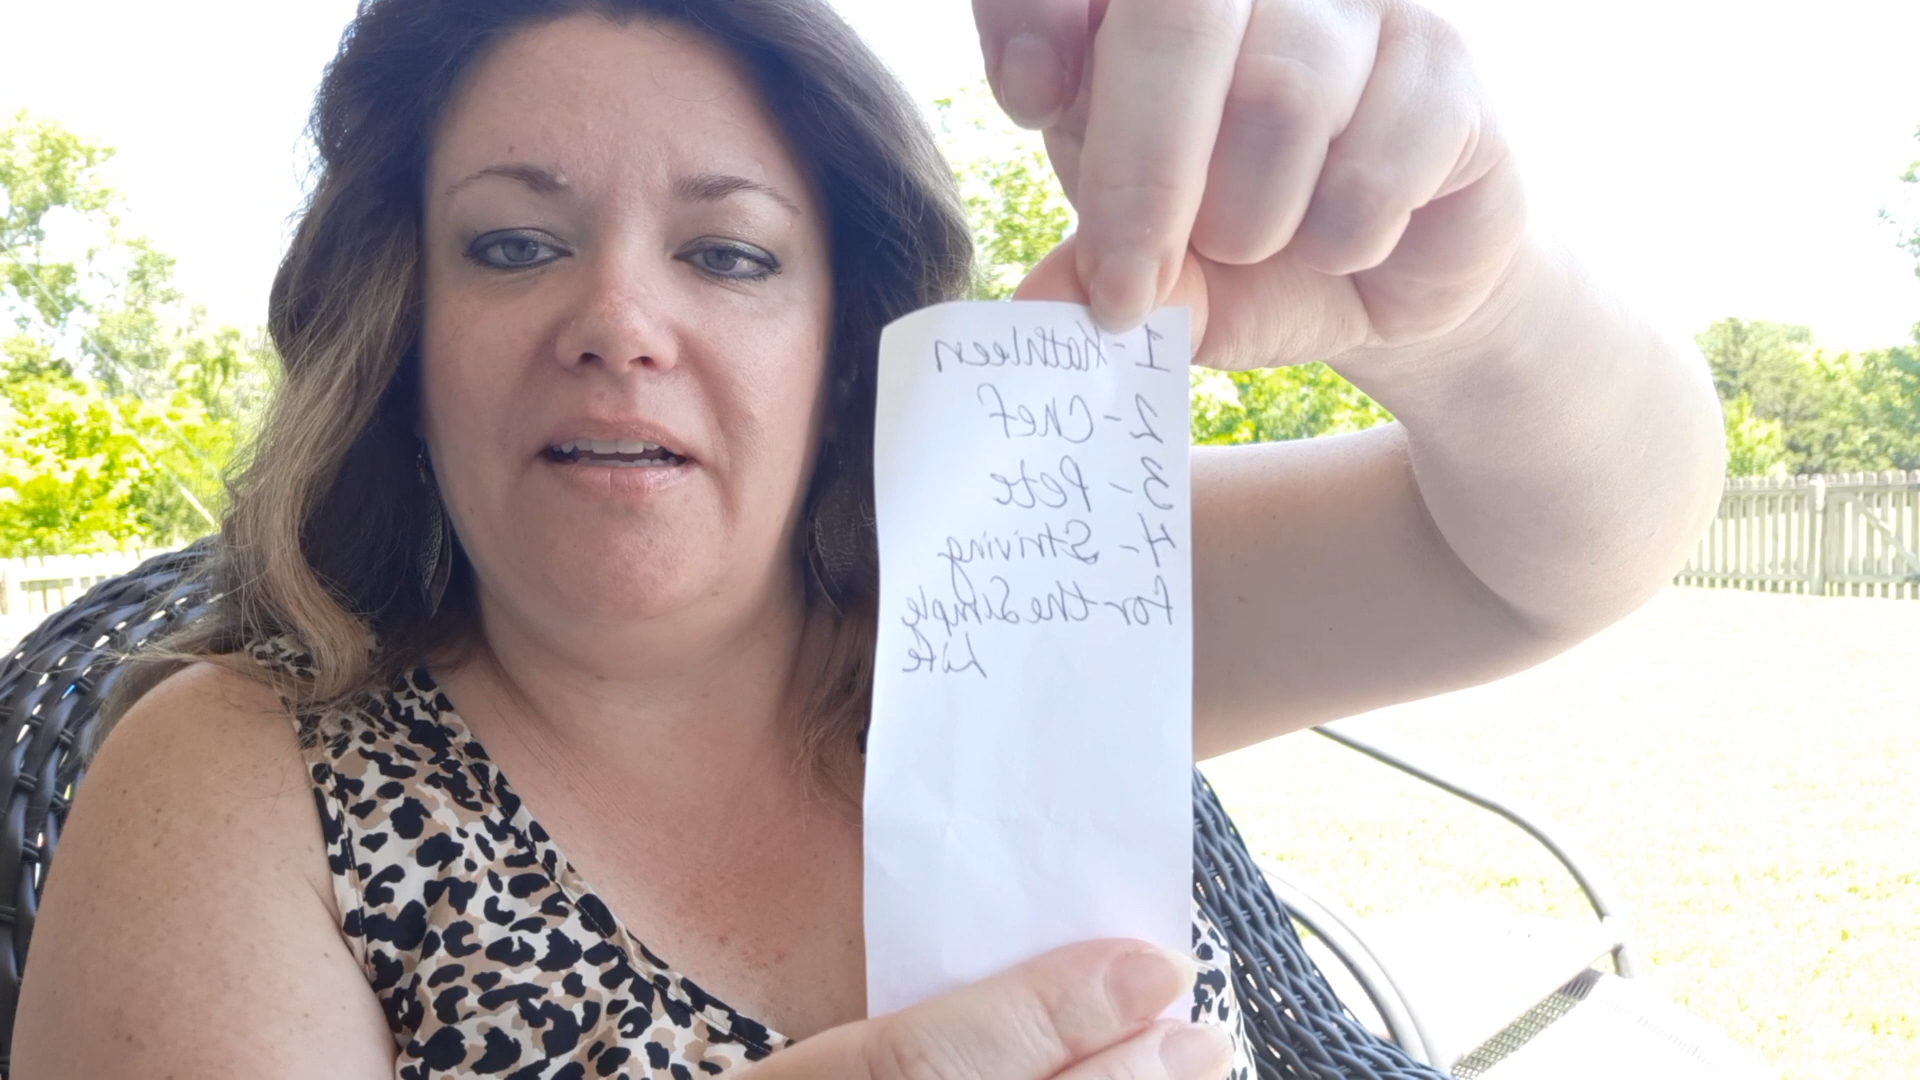 1-Kathleen
2-Chef
3-Pete
4-Striving
For the Simple
Life